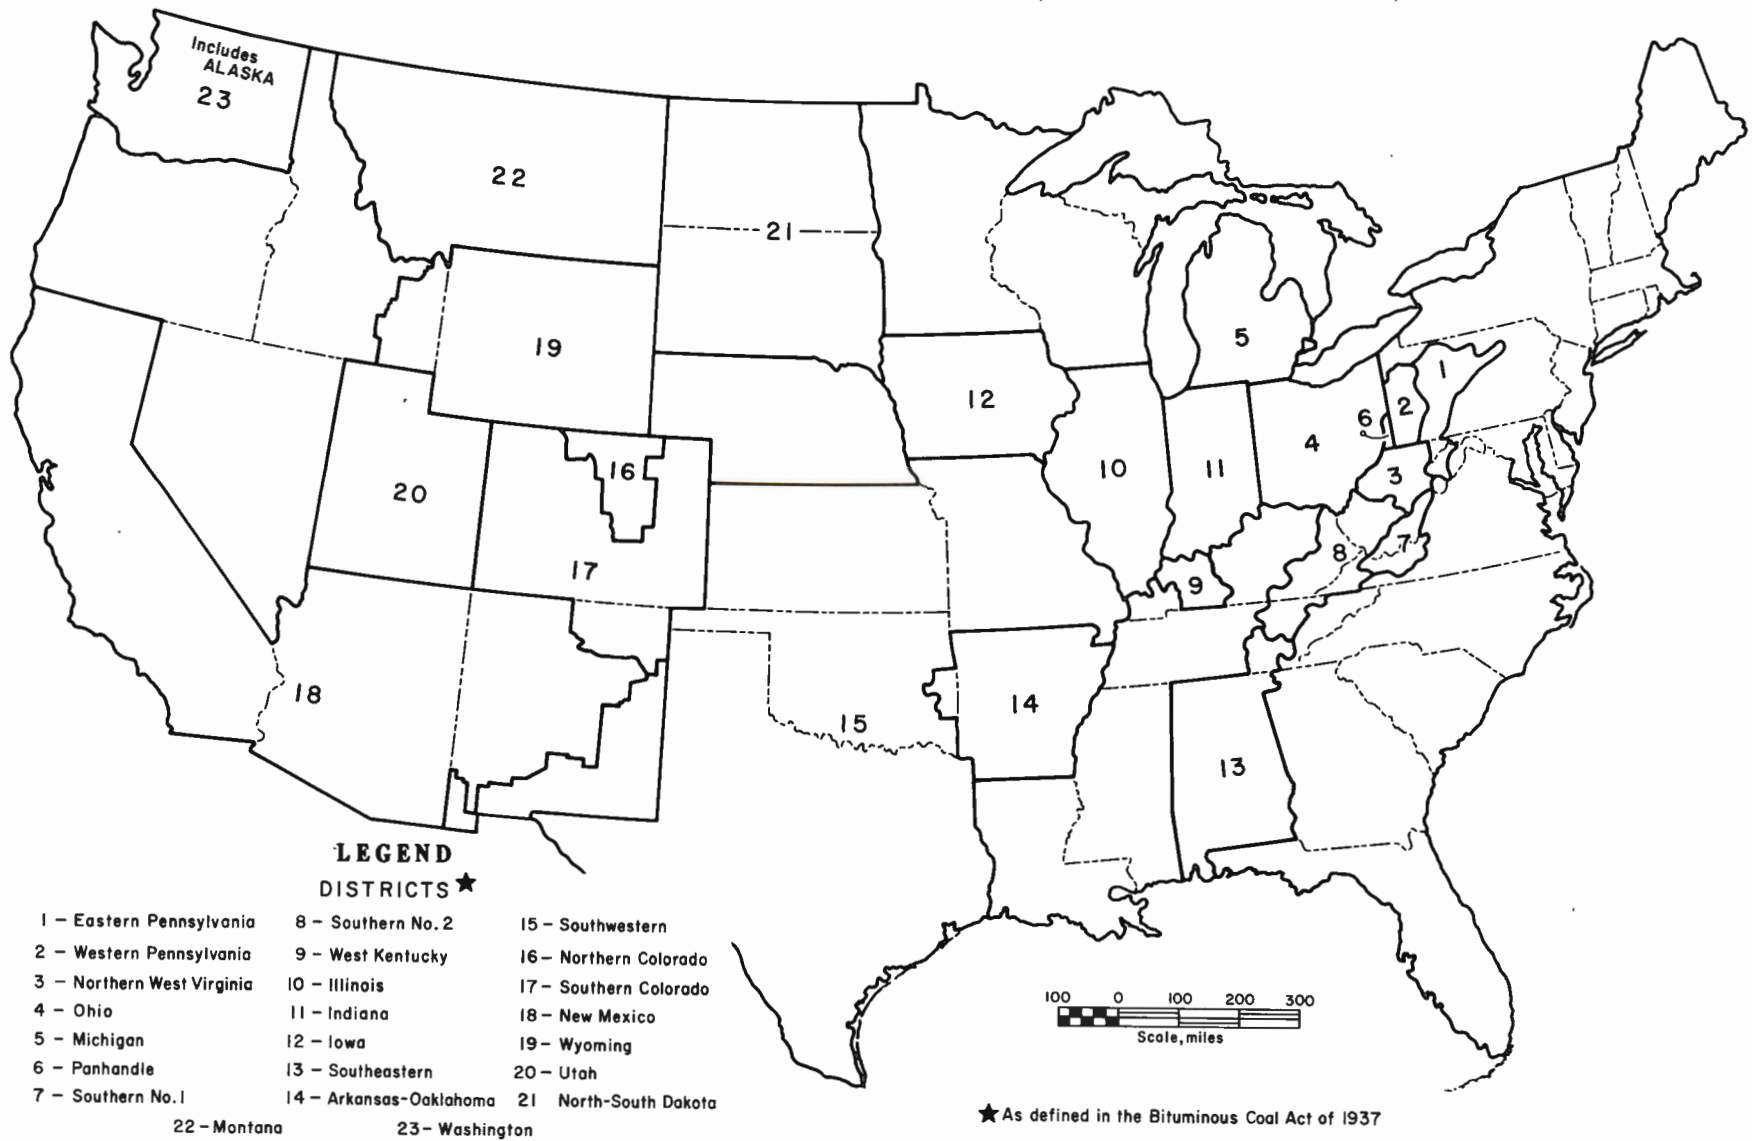 Includes
ALASKA
23
22
21
19
5
12
1
2
6
4
16
20
10
11
3
17
8
7
9
18
14
15
13
LEGEND
DISTRICTS ★
1 – Eastern Pennsylvania
2 – Western Pennsylvania
3 – Northern West Virginia
4 – Ohio
5 – Michigan
6 – Panhandle
7 – Southern No.1
8 – Southern No.2
9 – West Kentucky
10 – Illinois
11 – Indiana
12 – Iowa
13 – Southeastern
14 – Arkansas-Oaklahoma
15 – Southwestern
16 – Northern Colorado
17 – Southern Colorado
18 – New Mexico
19 – Wyoming
20 – Utah
21 North-South Dakota
22 – Montana
23 – Washington
100 0 100 200 300
Scale, miles
★ As defined in the Bituminous Coal Act of 1937